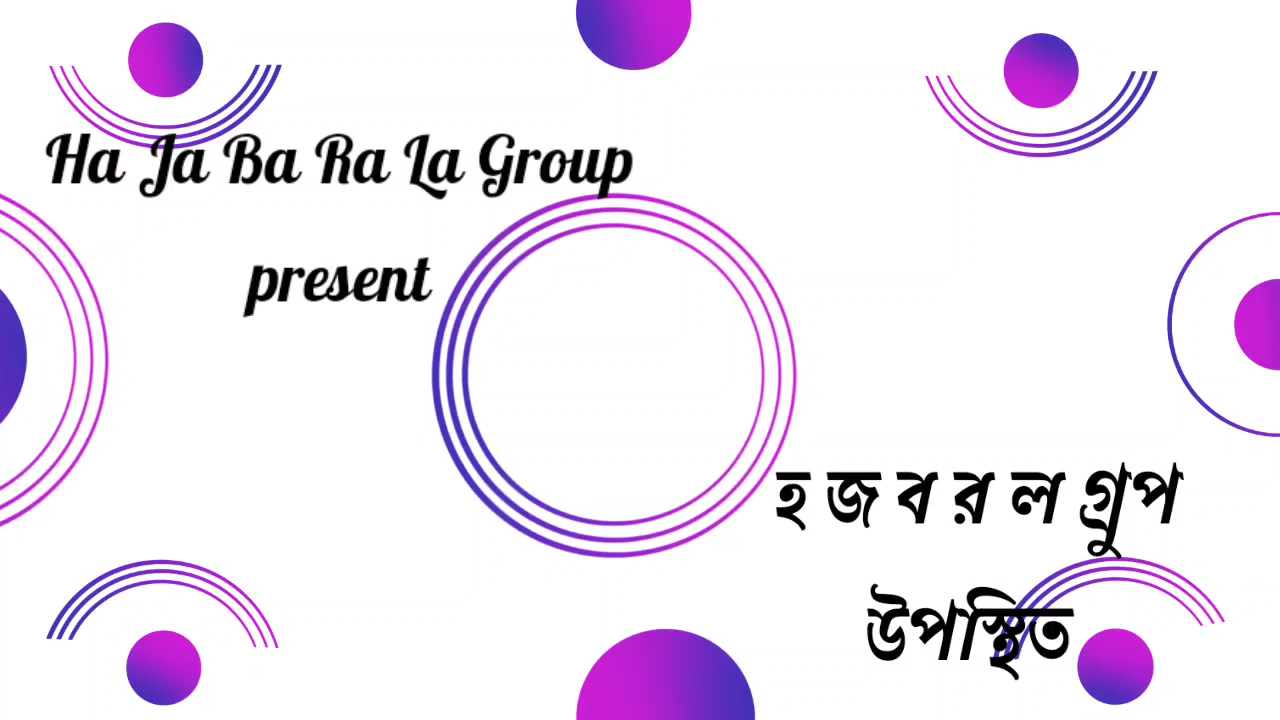 Ha Ja Ba Ra La Group
present
হ জ ব র ল গ্রুপ
উপস্থিত